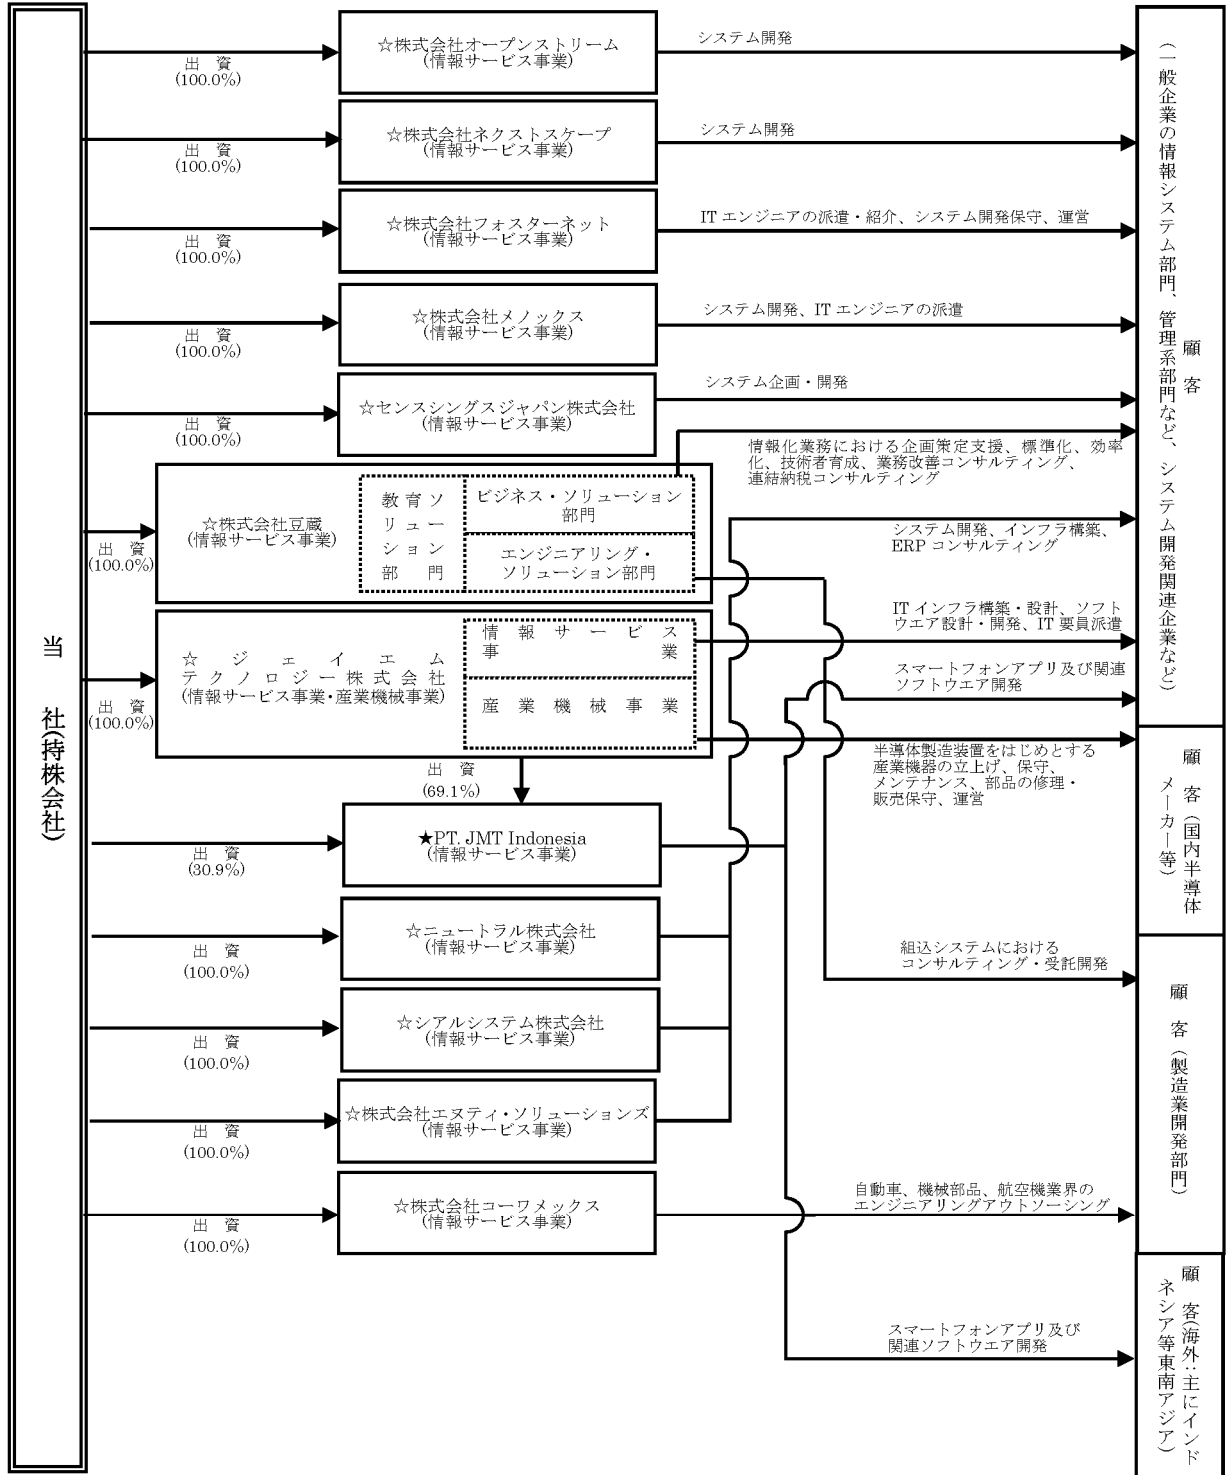 当　社(持株会社)
☆株式会社オープンストリーム
(情報サービス事業)
出　資
(100.0%)
システム開発
☆株式会社ネクストスケープ
(情報サービス事業)
出　資
(100.0%)
システム開発
☆株式会社フォスターネット
(情報サービス事業)
出　資
(100.0%)
IT エンジニアの派遣・紹介、システム開発保守、運営
☆株式会社メノックス
(情報サービス事業)
出　資
(100.0%)
システム開発、IT エンジニアの派遣
☆センスシングスジャパン株式会社
(情報サービス事業)
出　資
(100.0%)
システム企画・開発
☆株式会社豆蔵
(情報サービス事業)
出　資
(100.0%)
教育ソ
リュー
ション
部　門
ビジネス・ソリューション
部門
エンジニアリング・
ソリューション部門
情報化業務における企画策定支援、標準化、効率
化、技術者育成、業務改善コンサルティング、
連結納税コンサルティング
システム開発、インフラ構築、
ERP コンサルティング
☆ジェイエム
テクノロジー株式会社
(情報サービス事業・産業機械事業)
出　資
(100.0%)
情報サービス
事業
産業機械事業
IT インフラ構築・設計、ソフト
ウエア設計・開発、IT 要員派遣
スマートフォンアプリ及び関連
ソフトウエア開発
半導体製造装置をはじめとする
産業機器の立上げ、保守、
メンテナンス、部品の修理・
販売保守、運営
出　資
(69.1%)
★PT. JMT Indonesia
(情報サービス事業)
出　資
(30.9%)
☆ニュートラル株式会社
(情報サービス事業)
出　資
(100.0%)
組込システムにおける
コンサルティング・受託開発
☆シアルシステム株式会社
(情報サービス事業)
出　資
(100.0%)
☆株式会社エヌティ・ソリューションズ
(情報サービス事業)
出　資
(100.0%)
☆株式会社コーワメックス
(情報サービス事業)
出　資
(100.0%)
自動車、機械部品、航空機業界の
エンジニアリングアウトソーシング
スマートフォンアプリ及び
関連ソフトウエア開発
顧　客
(一般企業の情報システム部門、管理系部門など、システム開発関連企業など)
顧　客(国内半導体
メーカー等)
顧　客(製造業開発部門)
顧　客(海外:主にインド
ネシア等東南アジア)